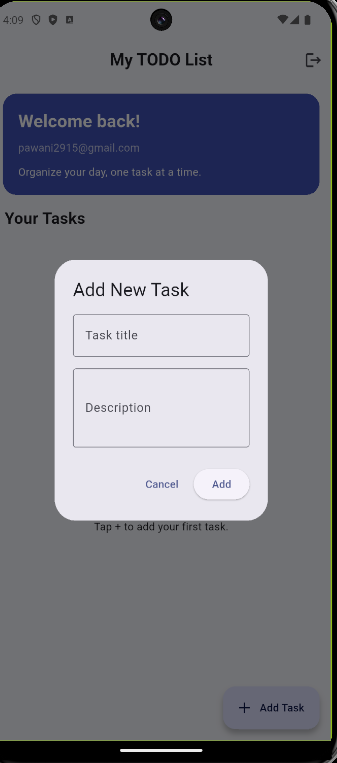 4:09
My TODO List
Welcome back!
pawani2915@gmail.com
Organize your day, one task at a time.
Your Tasks
Add New Task
Task title
Description
Cancel Add
Tap + to add your first task.
+ Add Task